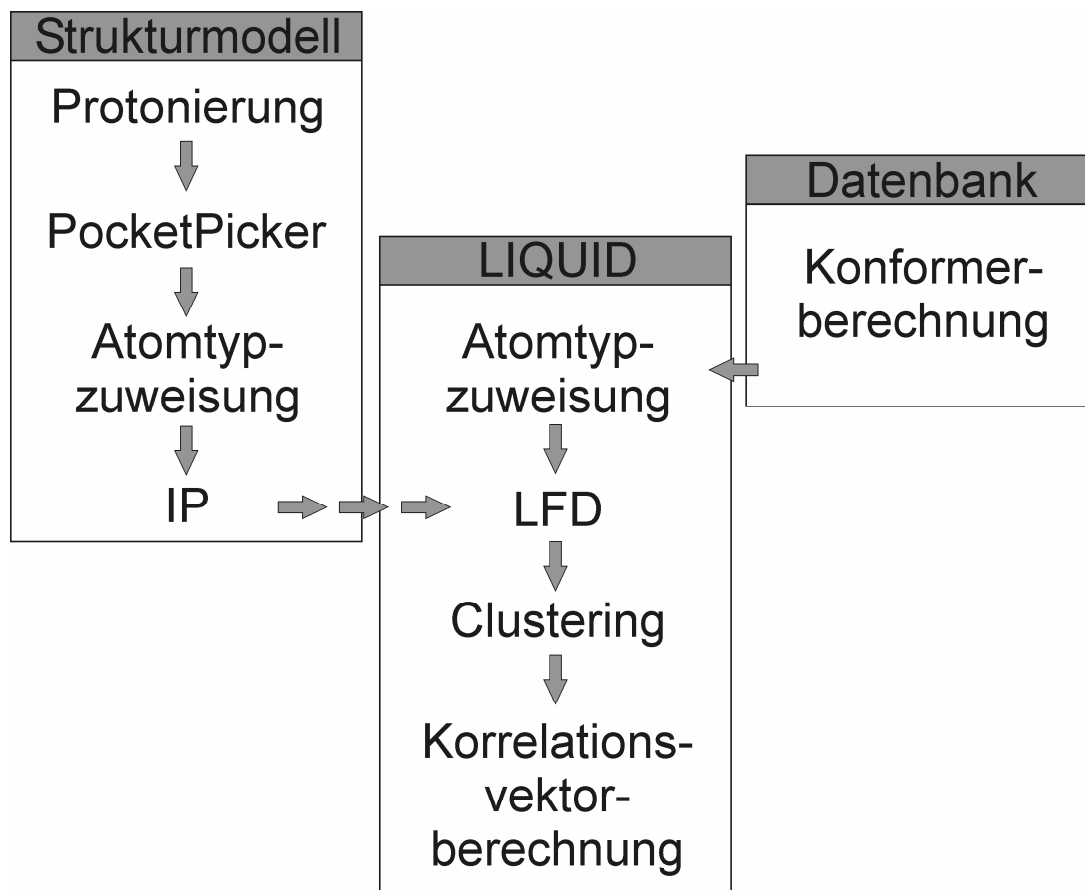 Strukturmodell
Protonierung
PocketPicker
Atomtyp-
zuweisung
IP
LIQUID
Atomtyp-
zuweisung
LFD
Clustering
Korrelations-
vektor-
berechnung
Datenbank
Konformer-
berechnung